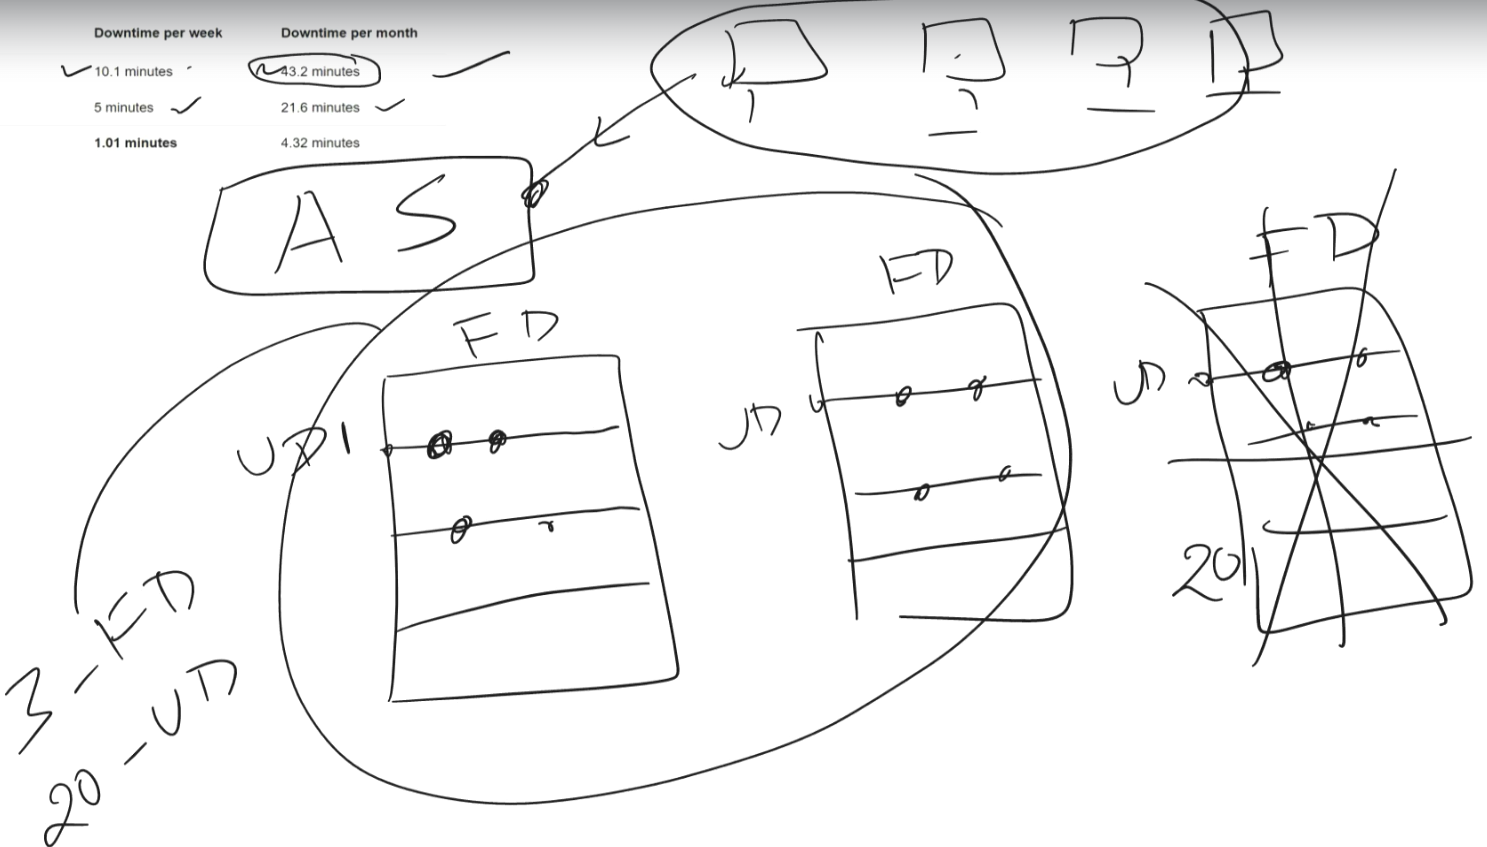 Downtime per week Downtime per month
10.1 minutes 43.2 minutes
5 minutes 21.6 minutes
1.01 minutes 4.32 minutes
AS
FD
FD
FD
UD1
UD
UD
20
3-FD
20-UD